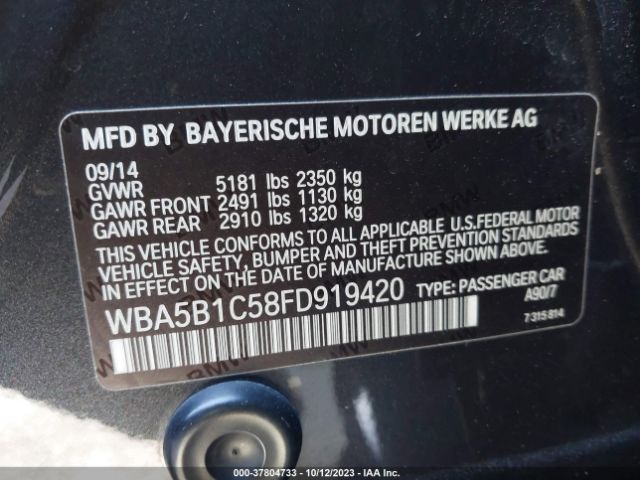 MFD BY BAYERISCHE MOTOREN WERKE AG
09/14
GVWR 5181 lbs 2350 kg
GAWR FRONT 2491 lbs 1130 kg
GAWR REAR 2910 lbs 1320 kg
THIS VEHICLE CONFORMS TO ALL APPLICABLE U.S.FEDERAL MOTOR
VEHICLE SAFETY, BUMPER AND THEFT PREVENTION STANDARDS
IN EFFECT ON THE DATE OF MANUFACTURE SHOWN ABOVE.
WBA5B1C58FD919420 TYPE: PASSENGER CAR
A90/7
7 315 814
000-37804733 - 10/12/2023 - IAA Inc.